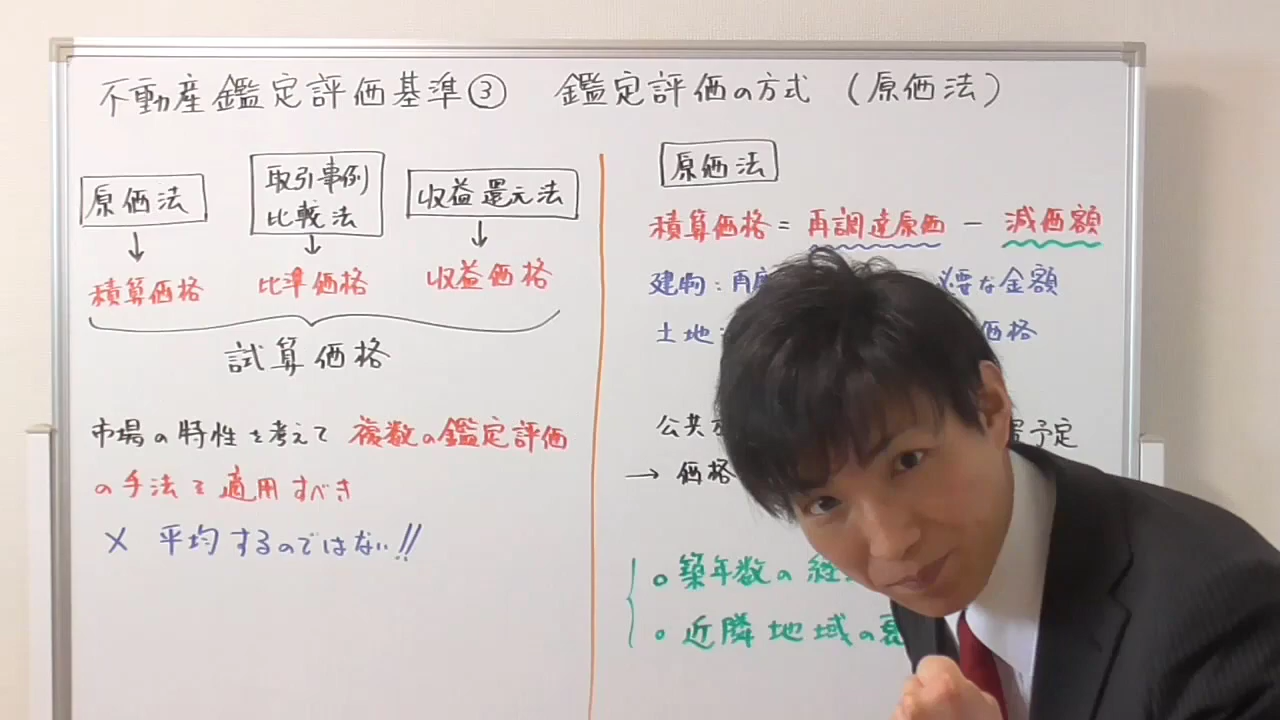 不動産鑑定評価基準③ 鑑定評価の方式 (原価法)
原価法
取引事例
比較法
収益還元法
積算価格
比準価格
収益価格
試算価格
市場の特性を考えて 複数の鑑定評価
の手法を適用すべき
× 平均するのではない!!
原価法
積算価格 = 再調達原価 - 減価額
建物:再 必要な金額
土地: 価格
公共 置予定
→ 価格
○築年数の経
○近隣地域の